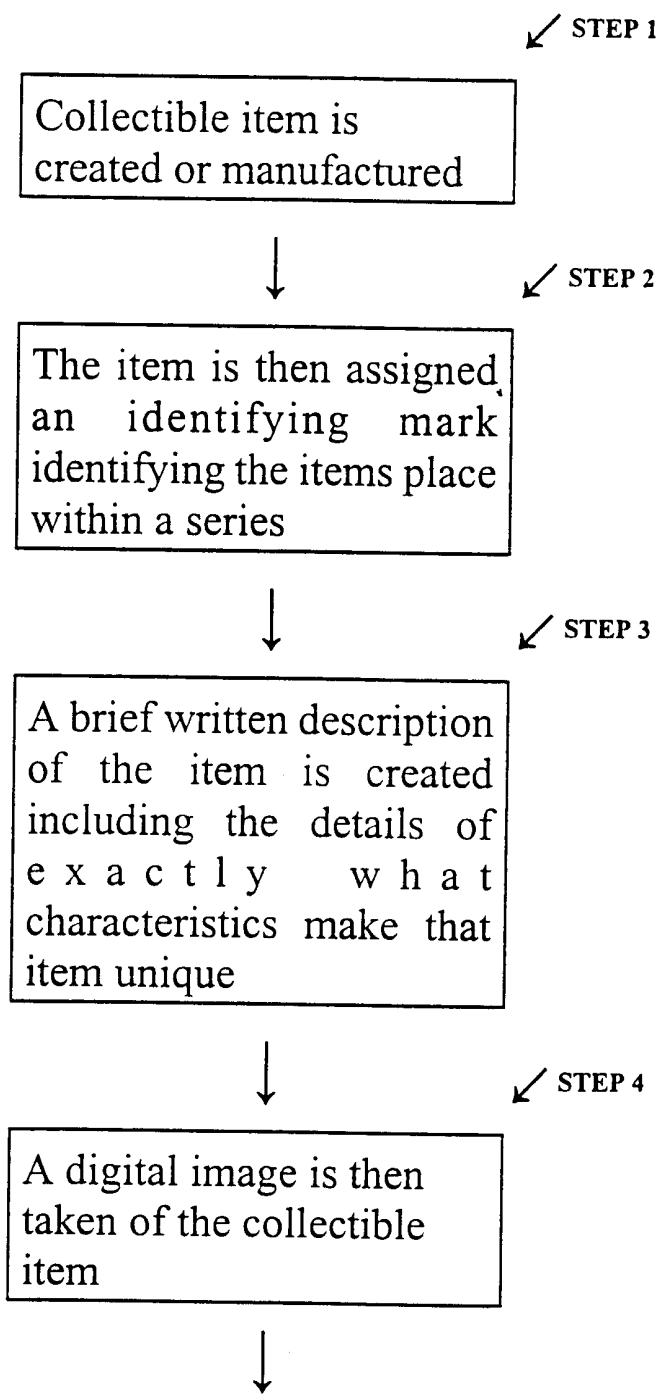 STEP 1
Collectible item is
created or manufactured
STEP 2
The item is then assigned
an identifying mark
identifying the items place
within a series
STEP 3
A brief written description
of the item is created
including the details of
exactly what
characteristics make that
item unique
STEP 4
A digital image is then
taken of the collectible
item